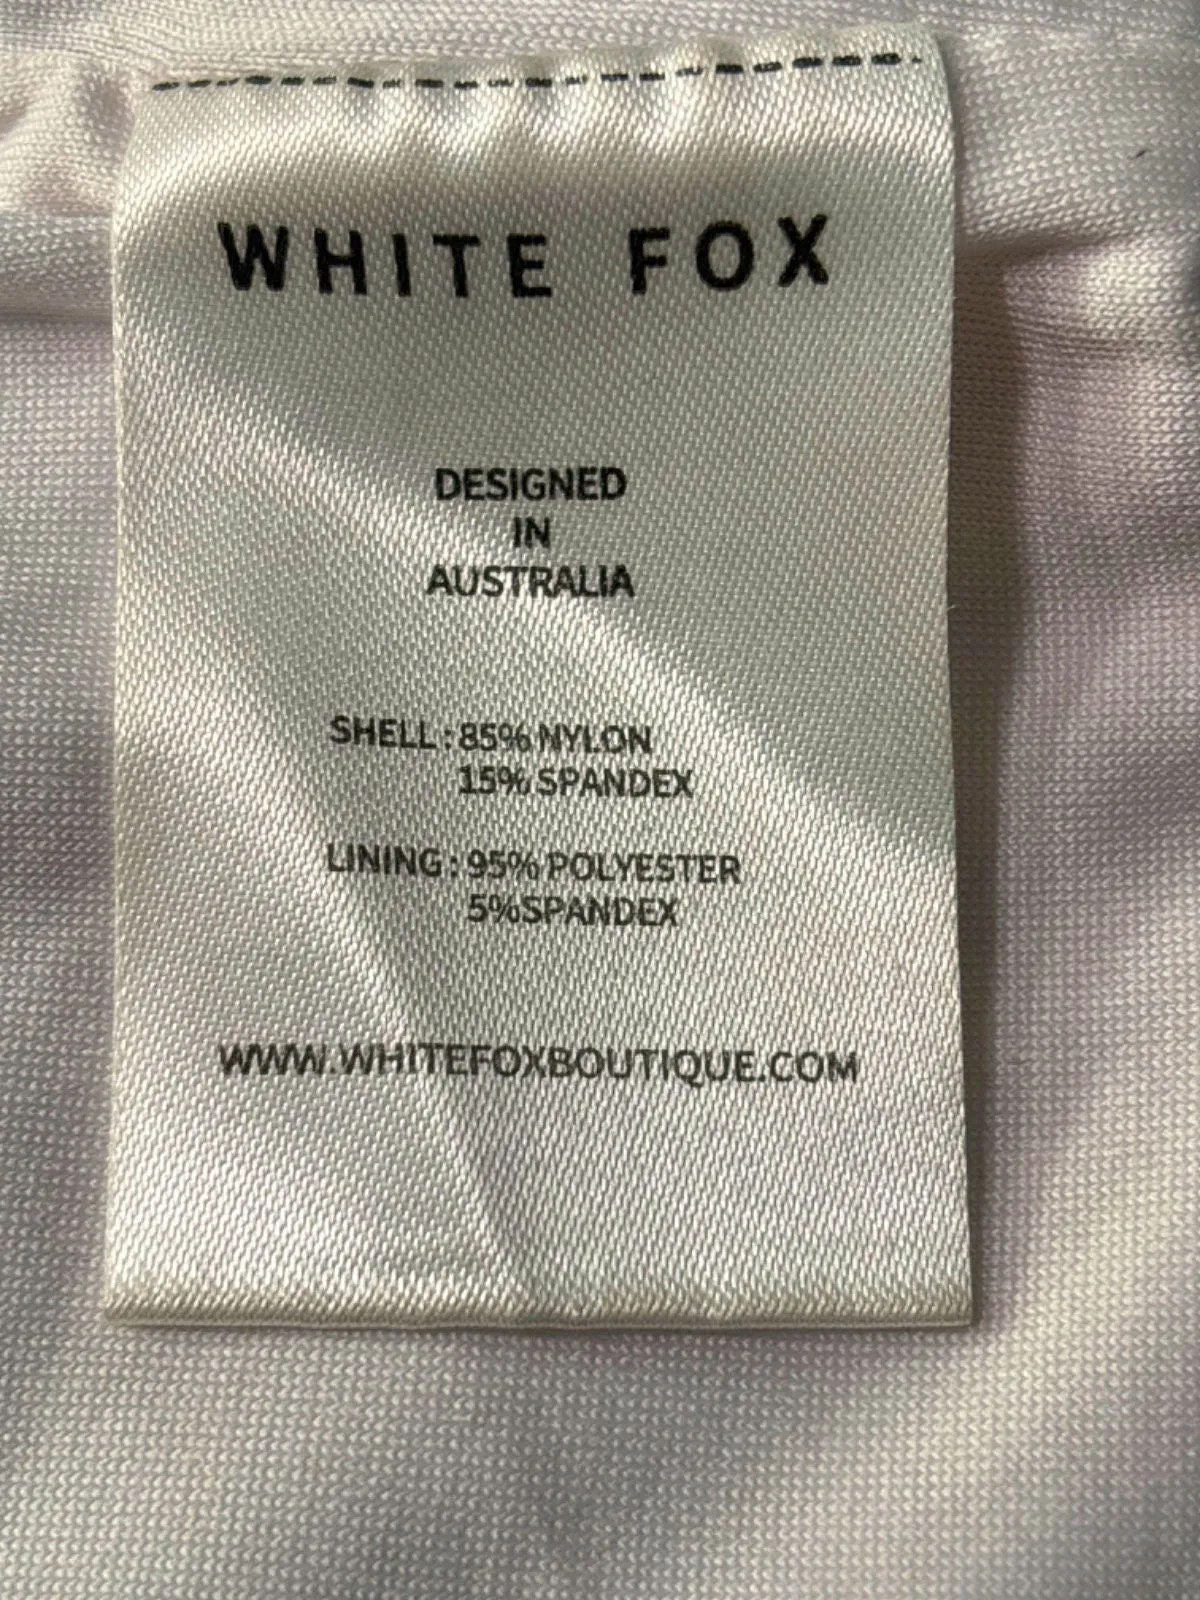 WHITE FOX
DESIGNED
IN
AUSTRALIA
SHELL : 85% NYLON
15% SPANDEX
LINING : 95% POLYESTER
5%SPANDEX
WWW.WHITEFOXBOUTIQUE.COM